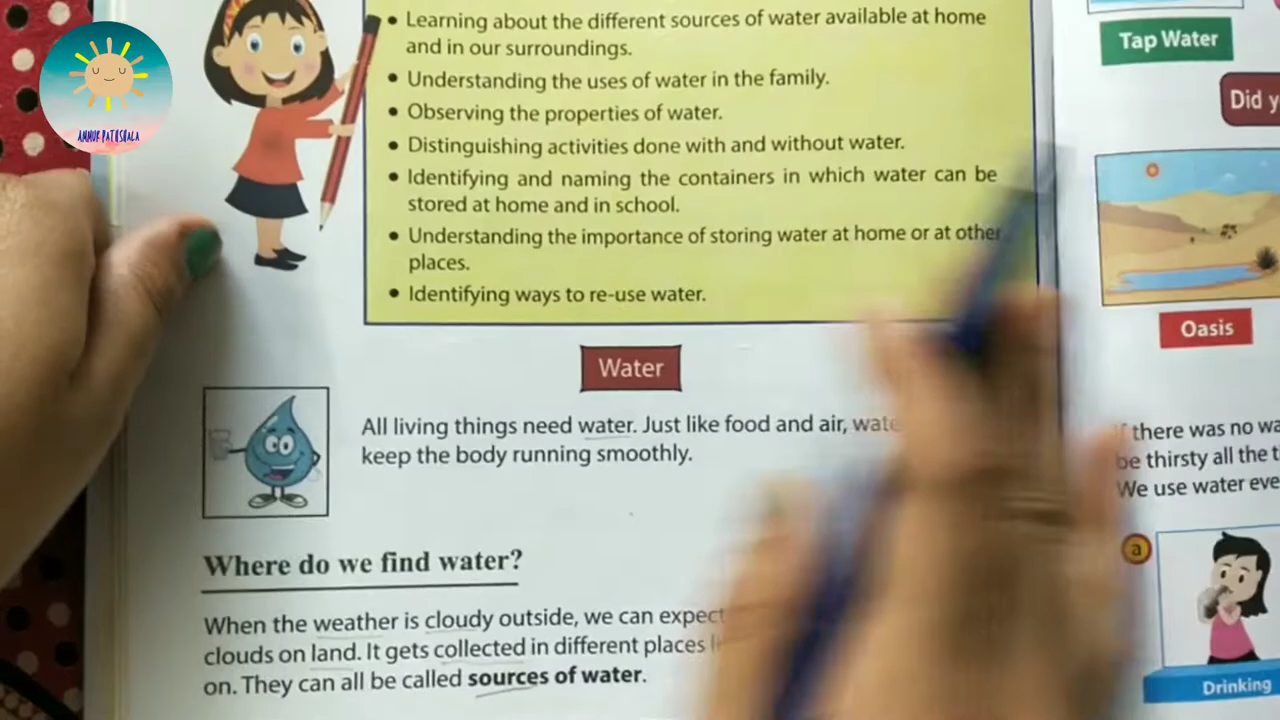 AMMUR PATHSHALA
• Learning about the different sources of water available at home
and in our surroundings.
• Understanding the uses of water in the family.
• Observing the properties of water.
• Distinguishing activities done with and without water.
• Identifying and naming the containers in which water can be
stored at home and in school.
• Understanding the importance of storing water at home or at other
places.
• Identifying ways to re-use water.
Water
All living things need water. Just like food and air,
keep the body running smoothly.
Where do we find water?
When the weather is cloudy outside, we can expect
clouds on land. It gets collected in different places
on. They can all be called sources of water.
Tap Water
Did
Oasis
there was no
be thirsty all the
We use water
a
Drinking